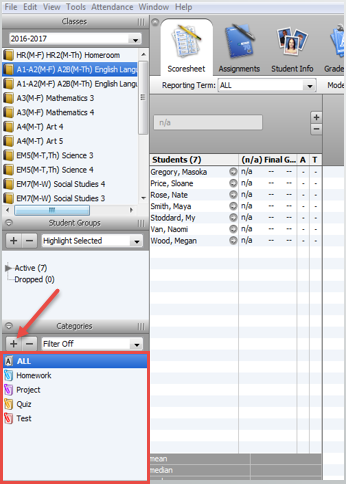 File Edit View Tools Attendance Window Help
Classes
2016-2017
HR(M-F) HR2(M-Th) Homeroom
A1-A2(M-F) A2B(M-Th) English Langu
A1-A2(M-F) A2B(M-Th) English Langu
A3(M-F) Mathematics 3
A3(M-F) Mathematics 4
A4(M-T) Art 4
A4(M-T) Art 5
EM5(M-T,Th) Science 3
EM5(M-T,Th) Science 4
EM7(M-W) Social Studies 4
EM7(M-W) Social Studies 3
Student Groups
Highlight Selected
Active (7)
Dropped (0)
Categories
Filter Off
ALL
Homework
Project
Quiz
Test
Scoresheet
Assignments
Student Info
Grade
Reporting Term: ALL
Mode
n/a
Students (7) (n/a) Final G... A T
Gregory, Masoka n/a -- -- - -
Price, Sloane n/a -- -- - -
Rose, Nate n/a -- -- - -
Smith, Maya n/a -- -- - -
Stoddard, My n/a -- -- - -
Van, Naomi n/a -- -- - -
Wood, Megan n/a -- -- - -
mean
median